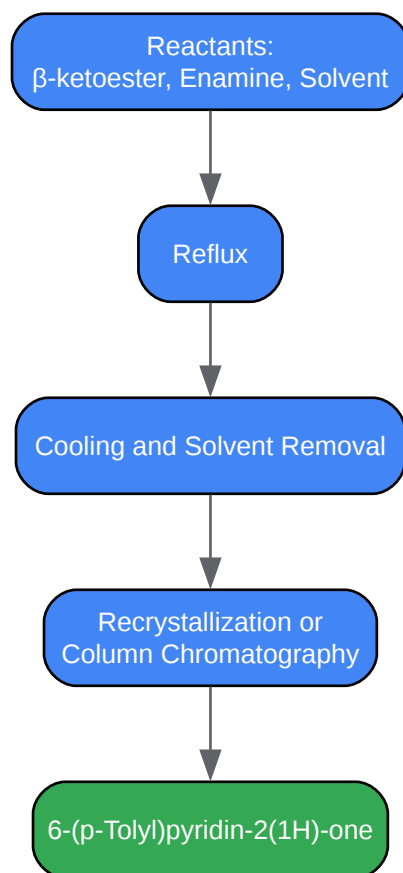 Reactants:
β-ketoester, Enamine, Solvent
Reflux
Cooling and Solvent Removal
Recrystallization or
Column Chromatography
6-(p-Tolyl)pyridin-2(1H)-one